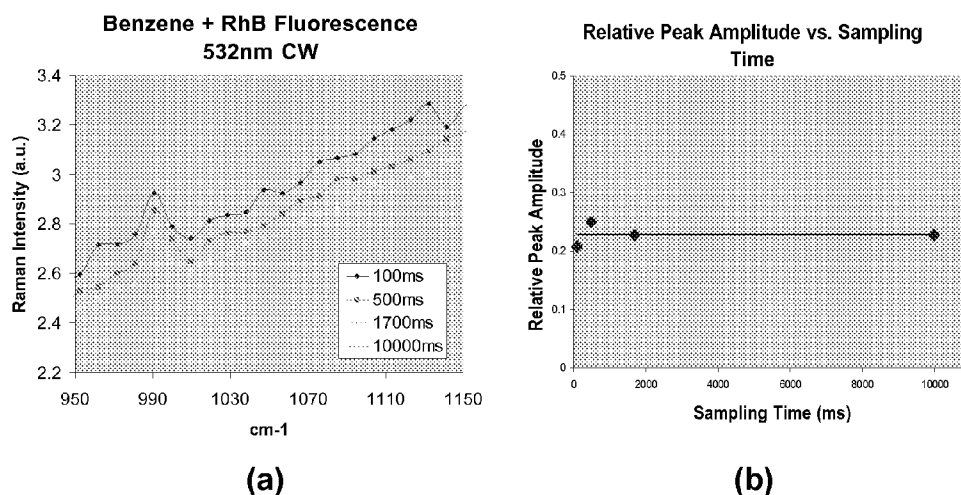 Benzene + RhB Fluorescence
532nm CW
3.4
3.2
3
2.8
2.6
2.4
2.2
Raman Intensity (a.u.)
100ms
500ms
1700ms
10000ms
950 990 1030 1070 1110 1150
cm-1
(a)
Relative Peak Amplitude vs. Sampling
Time
0.5
0.4
0.3
0.2
0.1
0
Relative Peak Amplitude
0 2000 4000 6000 8000 10000
Sampling Time (ms)
(b)